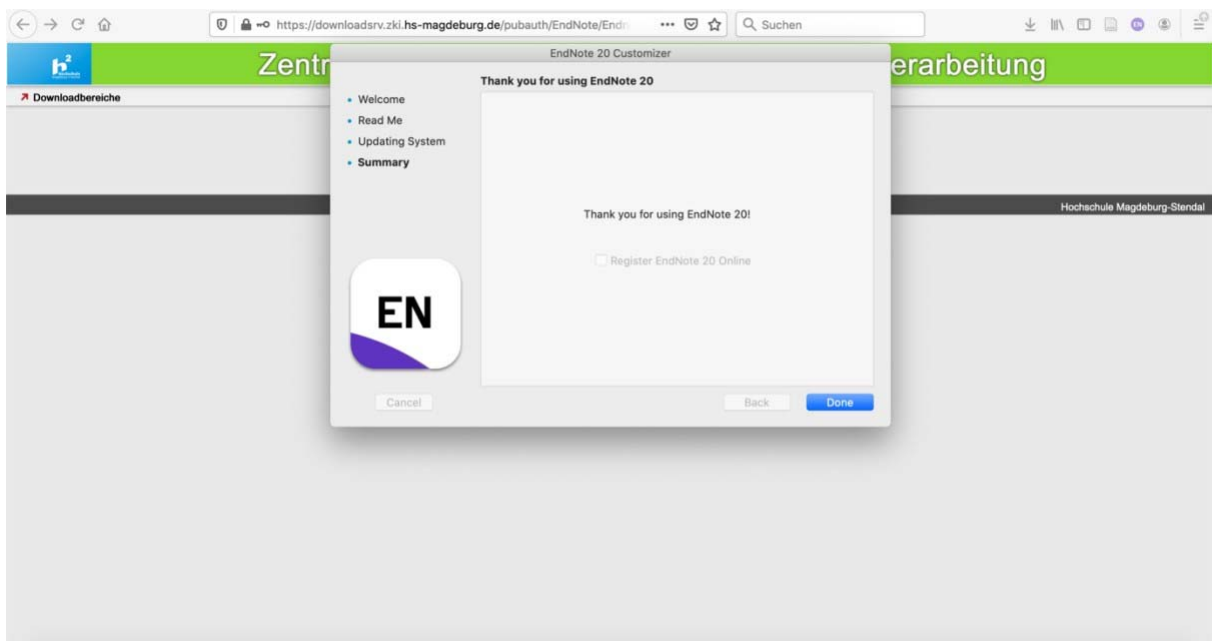 https://downloadsrv.zki.hs-magdeburg.de/pubauth/EndNote/Endn
Suchen
h²
Zentr
erarbeitung
Downloadbereiche
Hochschule Magdeburg-Stendal
EndNote 20 Customizer
Thank you for using EndNote 20
Welcome
Read Me
Updating System
Summary
Thank you for using EndNote 20!
Register EndNote 20 Online
EN
Cancel
Back
Done